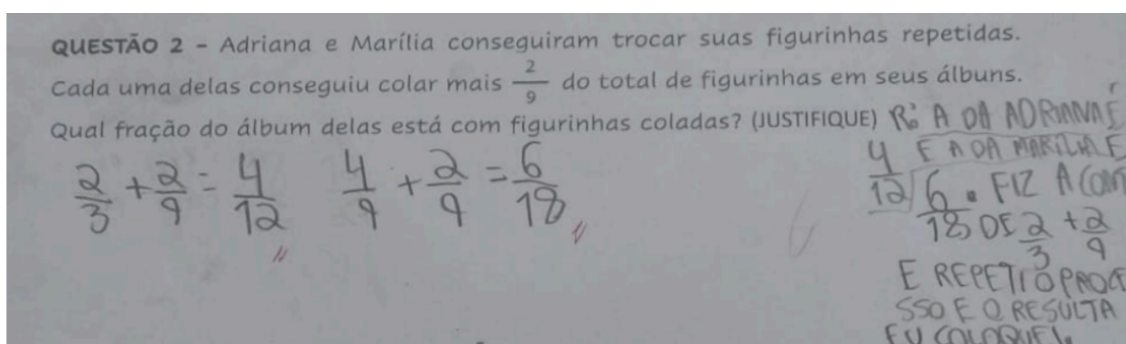 QUESTÃO 2 - Adriana e Marília conseguiram trocar suas figurinhas repetidas.
Cada uma delas conseguiu colar mais 2/9 do total de figurinhas em seus álbuns.
Qual fração do álbum delas está com figurinhas coladas? (JUSTIFIQUE) R: A DA ADRIANA É
4/12 E A DA MARÍLIA É
6/18. FIZ A CONT
DE 2/3 + 2/9
E REPETI O PROCE
SSO E O RESULTA
EU COLOQUEI.
2/3 + 2/9 = 4/12 4/9 + 2/9 = 6/18